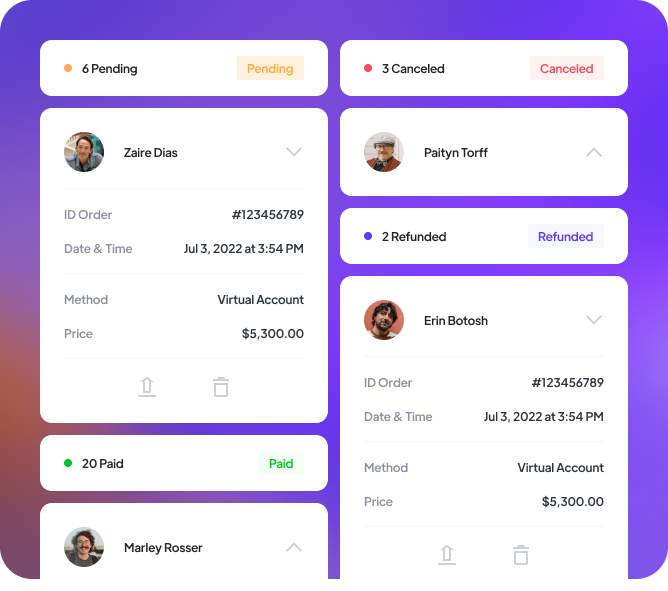 6 Pending Pending
Zaire Dias
ID Order #123456789
Date & Time Jul 3, 2022 at 3:54 PM
Method Virtual Account
Price $5,300.00
20 Paid Paid
Marley Rosser
3 Canceled Canceled
Paityn Torff
2 Refunded Refunded
Erin Botosh
ID Order #123456789
Date & Time Jul 3, 2022 at 3:54 PM
Method Virtual Account
Price $5,300.00